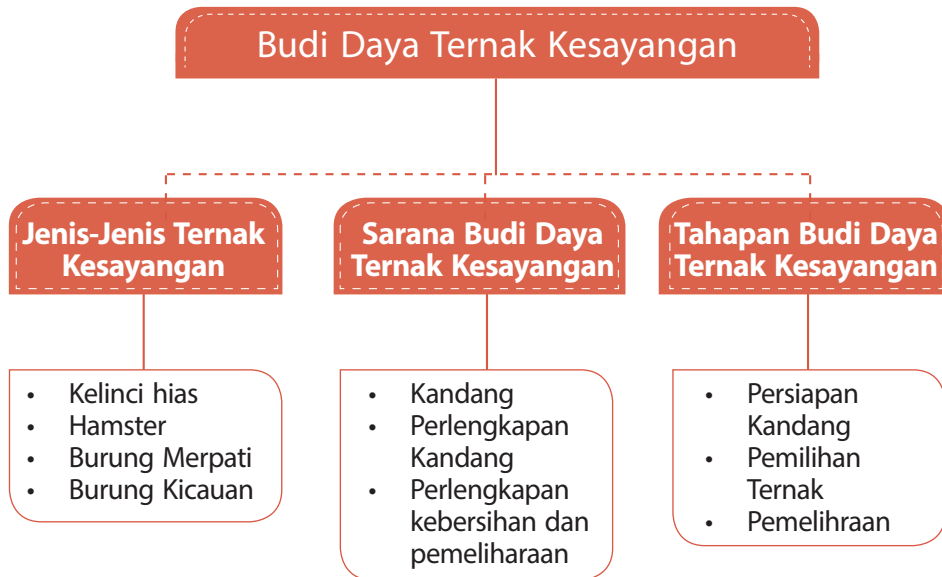 Budi Daya Ternak Kesayangan
Jenis-Jenis Ternak
Kesayangan
• Kelinci hias
• Hamster
• Burung Merpati
• Burung Kicauan
Sarana Budi Daya
Ternak Kesayangan
• Kandang
• Perlengkapan
Kandang
• Perlengkapan
kebersihan dan
pemeliharaan
Tahapan Budi Daya
Ternak Kesayangan
• Persiapan
Kandang
• Pemilihan
Ternak
• Pemelihraan